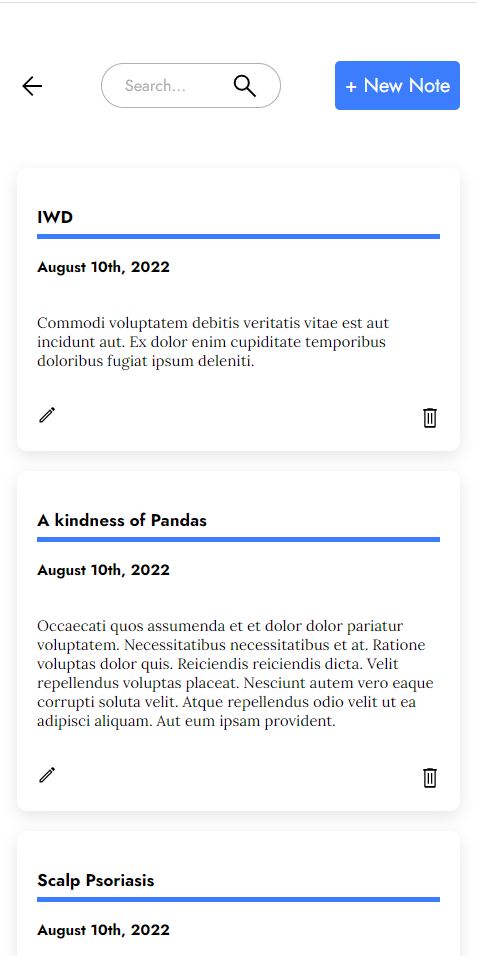 Search...
+ New Note
IWD
August 10th, 2022
Commodi voluptatem debitis veritatis vitae est aut
incidunt aut. Ex dolor enim cupiditate temporibus
doloribus fugiat ipsum deleniti.
A kindness of Pandas
August 10th, 2022
Occaecati quos assumenda et et dolor dolor pariatur
voluptatem. Necessitatibus necessitatibus et at. Ratione
voluptas dolor quis. Reiciendis reiciendis dicta. Velit
repellendus voluptas placeat. Nesciunt autem vero eaque
corrupti soluta velit. Atque repellendus odio velit ut ea
adipisci aliquam. Aut eum ipsam provident.
Scalp Psoriasis
August 10th, 2022